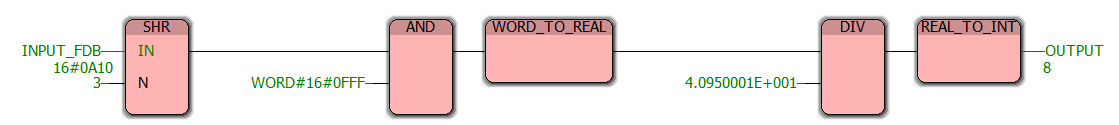 SHR
AND
WORD_TO_REAL
DIV
REAL_TO_INT
INPUT_FDB
IN
OUTPUT
16#0A10
8
3
N
WORD#16#0FFF
4.0950001E+001